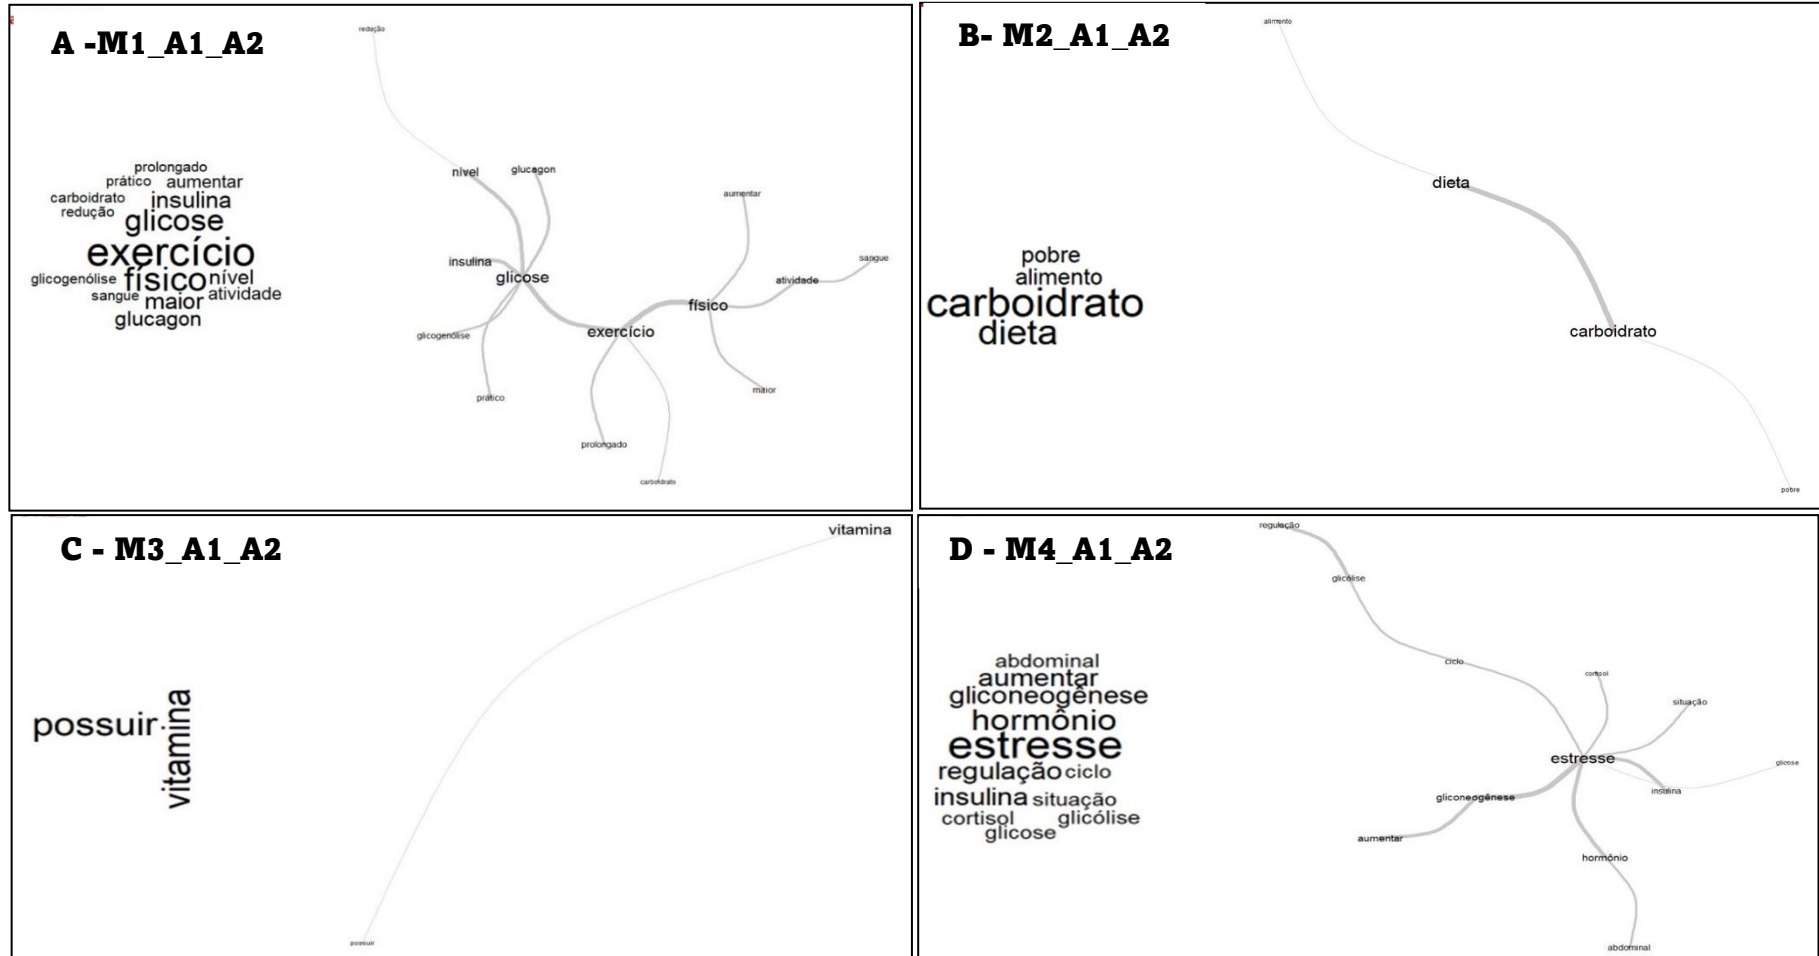 A -M1_A1_A2
redação
prolongado
prático aumentar
carboidrato insulina
redução
glicose
exercício
glicogenólise físico nível
sangue maior atividade
glucagon
nível glucagon
aumentar
insulina
glicose
sangue
atividade
físico
exercício
glicogenólise
prático
maior
prolongado
carboidrato
B- M2_A1_A2
alimento
dieta
pobre
alimento
carboidrato
dieta
carboidrato
pobre
C - M3_A1_A2
vitamina
possuir
vitamina
possuir
D - M4_A1_A2
regulação
glicólise
ciclo
abdominal
aumentar
gliconeogênese
hormônio
estresse
regulação ciclo
insulina situação
cortisol glicólise
glicose
cortisol
situação
estresse
glicose
insulina
gliconeogênese
aumentar
hormônio
abdominal